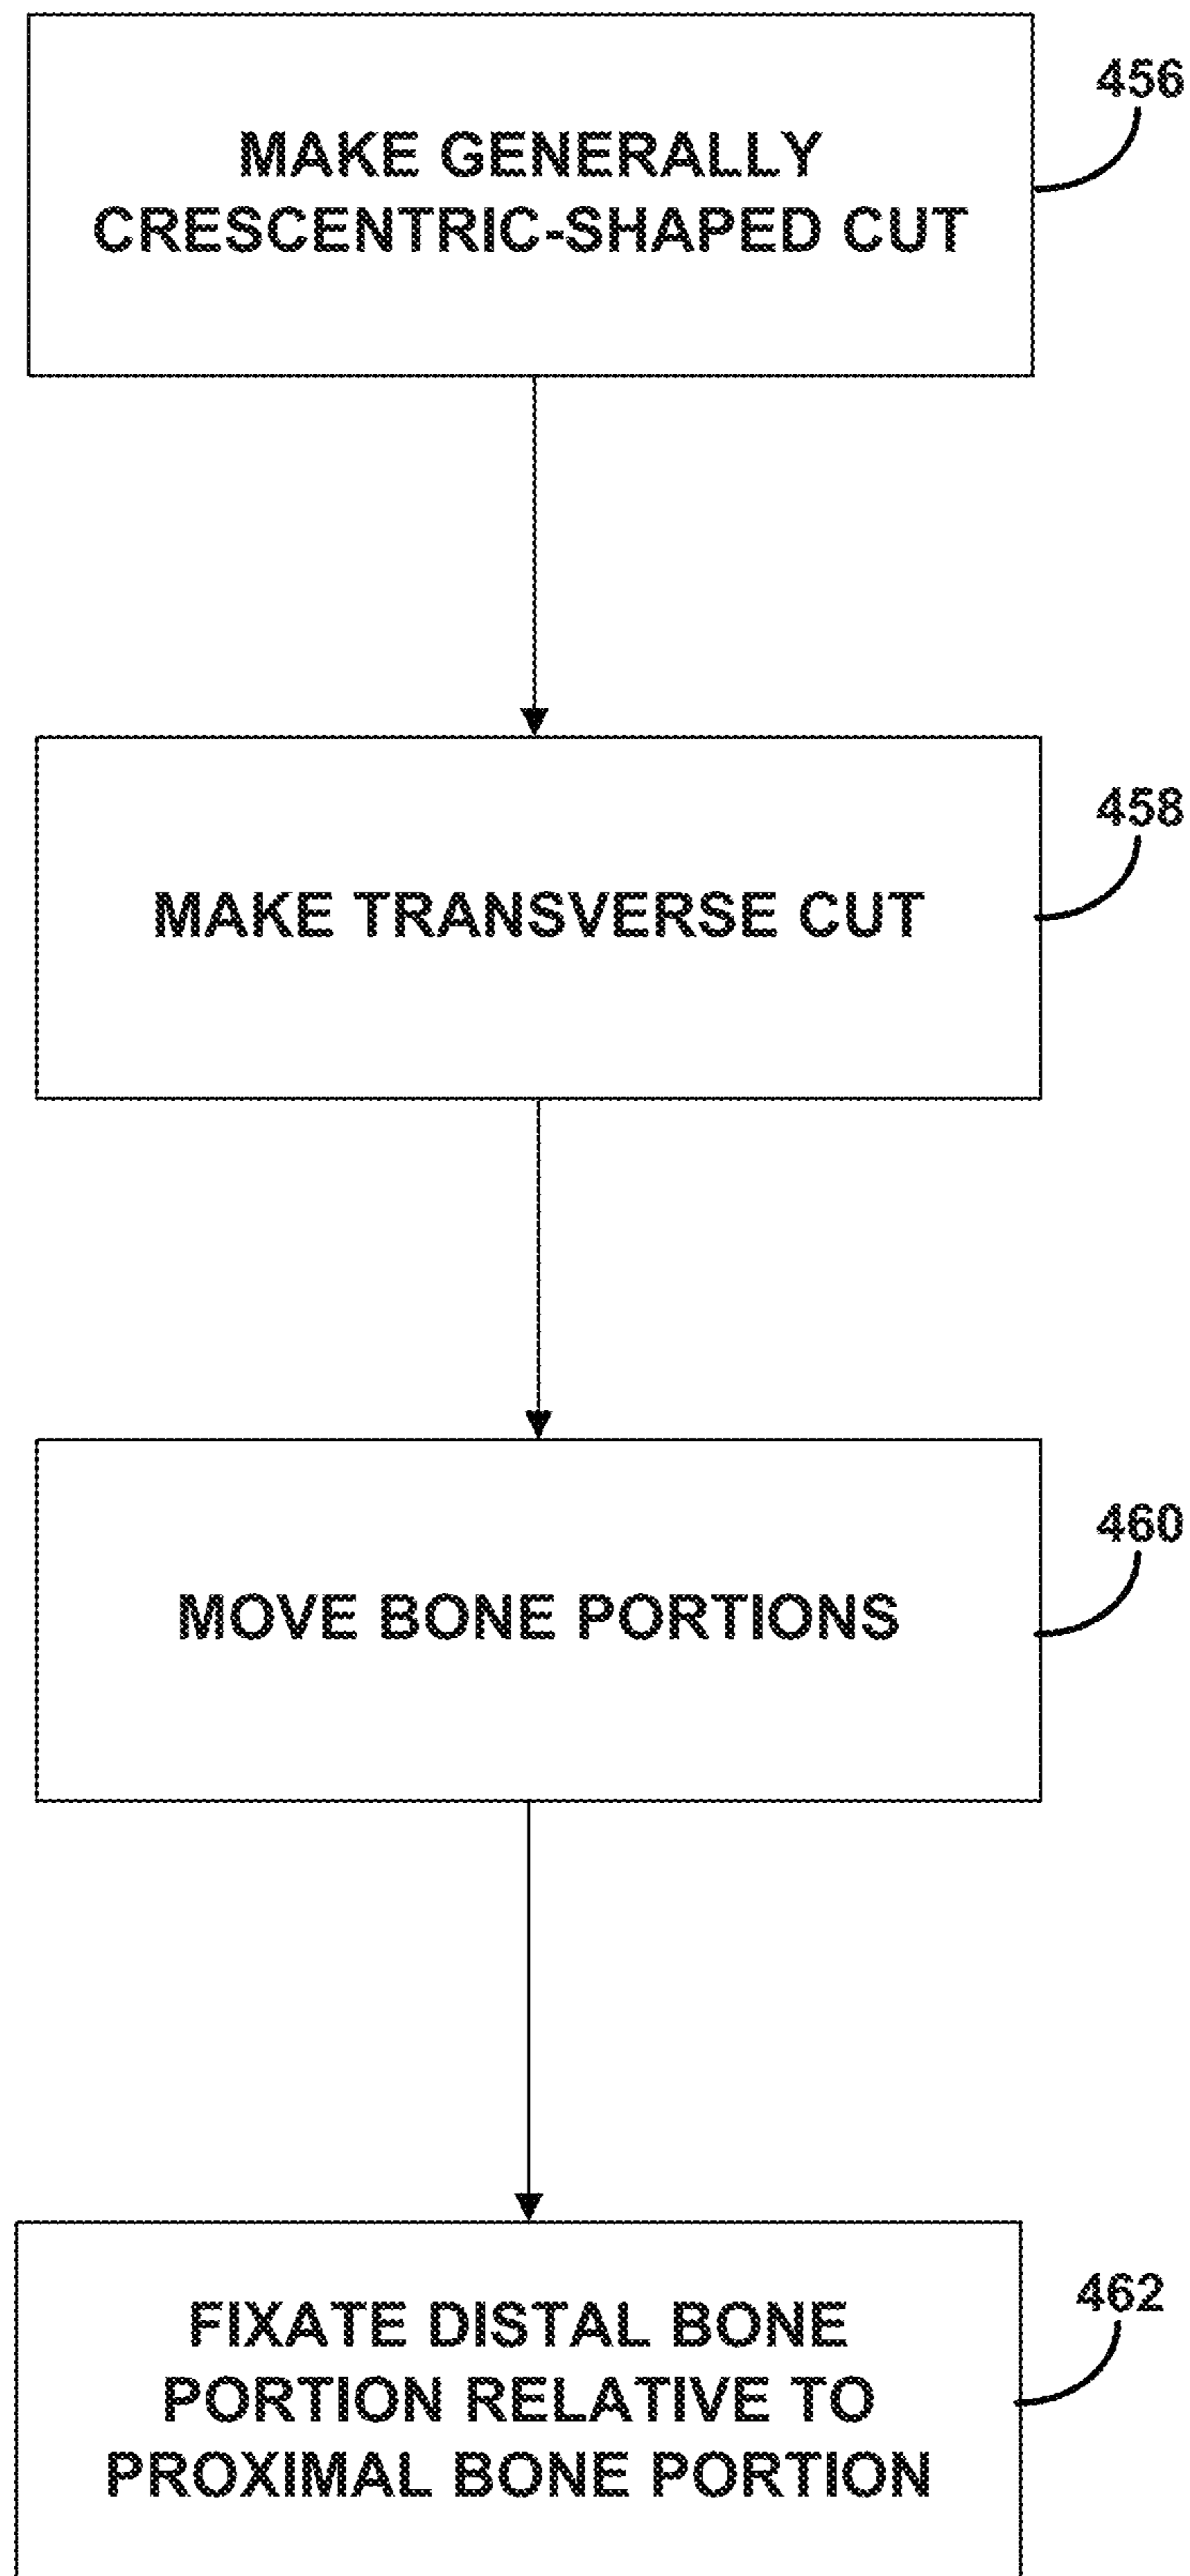 MAKE GENERALLY
CRESCENTRIC-SHAPED CUT
456
MAKE TRANSVERSE CUT
458
MOVE BONE PORTIONS
460
FIXATE DISTAL BONE
PORTION RELATIVE TO
PROXIMAL BONE PORTION
462